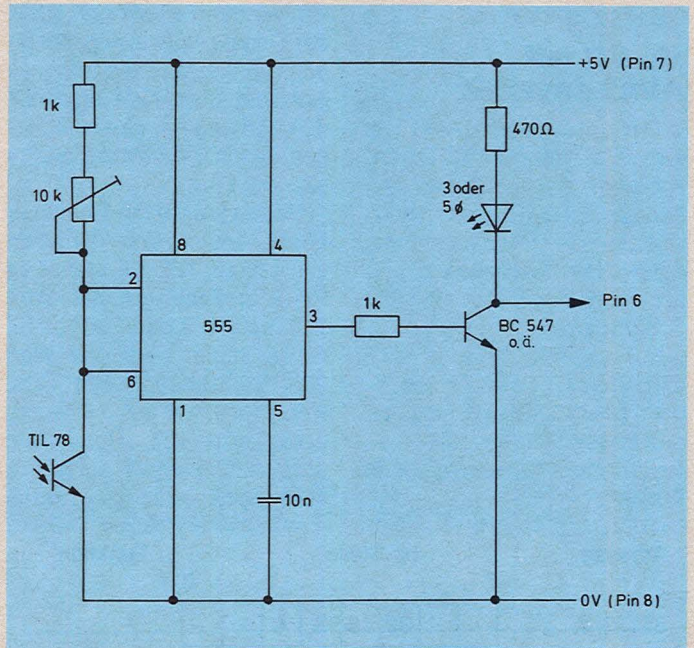 +5V (Pin 7)
1k
470Ω
10 k
3 oder
5 ø
8
4
2
Pin 6
3
1k
555
BC 547
o.ä.
6
1
5
TIL 78
10n
0V (Pin 8)